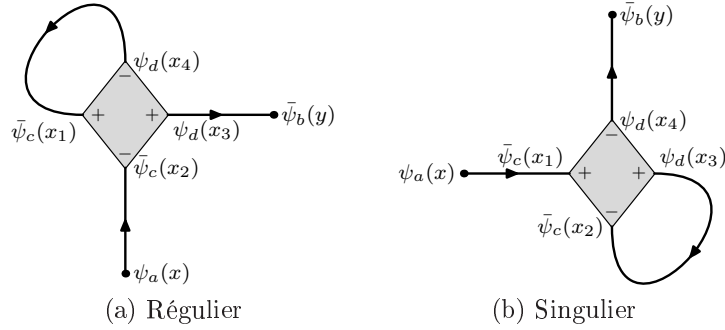 ψ_d(x_4)
−
ψ̄_c(x_1) + + ψ_d(x_3) ψ̄_b(y)
−
ψ̄_c(x_2)
ψ_a(x)
(a) Régulier
ψ̄_b(y)
ψ_d(x_4)
−
ψ_a(x) ψ̄_c(x_1) + + ψ_d(x_3)
−
ψ̄_c(x_2)
(b) Singulier